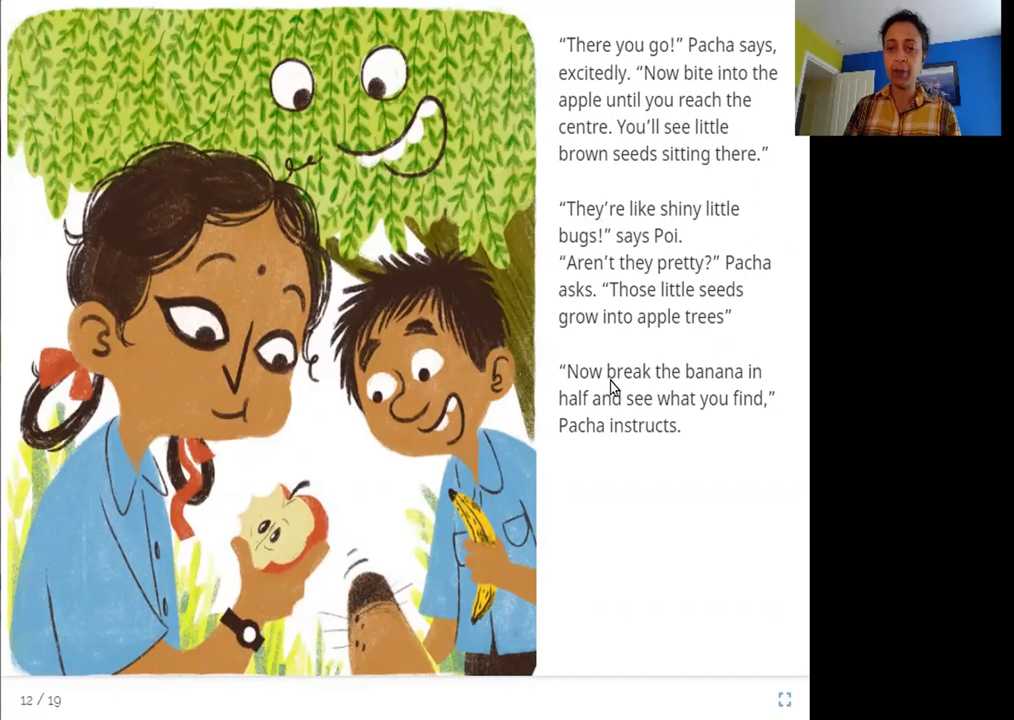 “There you go!” Pacha says,
excitedly. “Now bite into the
apple until you reach the
centre. You’ll see little
brown seeds sitting there.”
“They’re like shiny little
bugs!” says Poi.
“Aren’t they pretty?” Pacha
asks. “Those little seeds
grow into apple trees”
“Now break the banana in
half and see what you find,”
Pacha instructs.
12 / 19